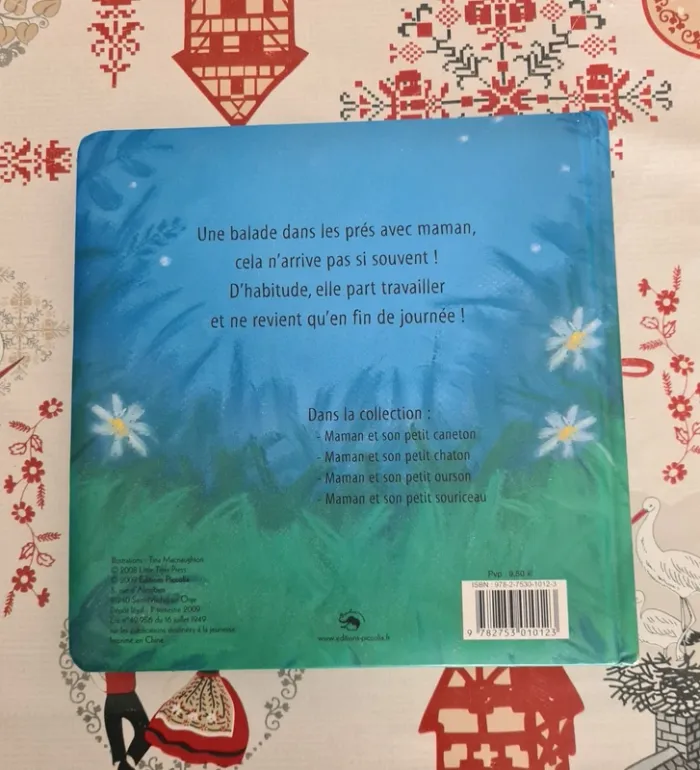 Une balade dans les prés avec maman,
cela n'arrive pas si souvent !
D'habitude, elle part travailler
et ne revient qu'en fin de journée !
Dans la collection :
- Maman et son petit caneton
- Maman et son petit chaton
- Maman et son petit ourson
- Maman et son petit souriceau
Illustrations : Tina Macnaughton
© 2008 Little Tiger Press
© 2009 Éditions Piccolia
5, rue d'Alembert
Dépôt légal : 2009
Loi n°49-956 du 16 juillet 1949
sur les publications destinées à la jeunesse.
Imprimé en Chine.
www.editions-piccolia.fr
Pvp : 9,50 €
ISBN : 978-2-7530-1012-3
9 782753 010123